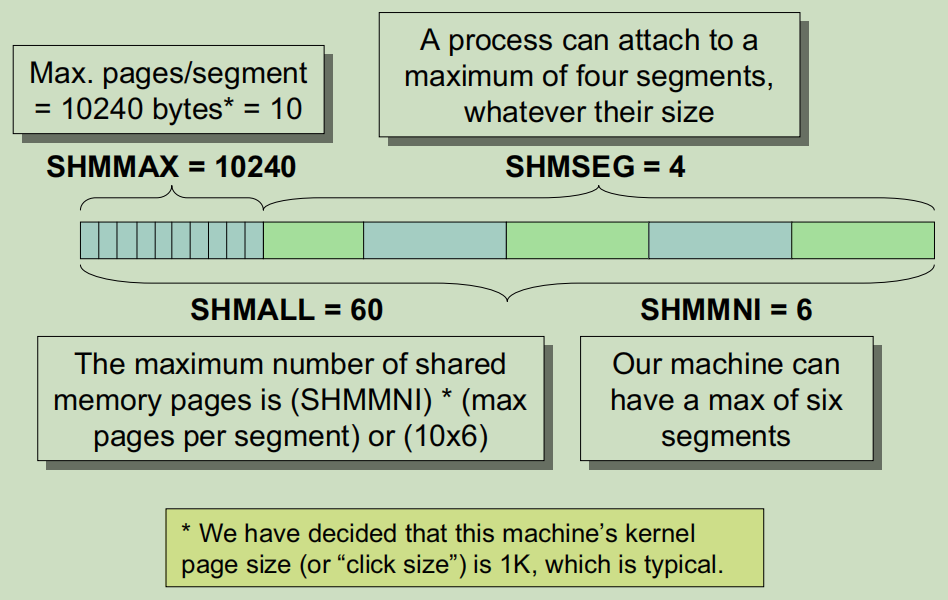 Max. pages/segment
= 10240 bytes* = 10
A process can attach to a
maximum of four segments,
whatever their size
SHMMAX = 10240
SHMSEG = 4
SHMALL = 60
SHMMNI = 6
The maximum number of shared
memory pages is (SHMMNI) * (max
pages per segment) or (10x6)
Our machine can
have a max of six
segments
* We have decided that this machine’s kernel
page size (or “click size”) is 1K, which is typical.